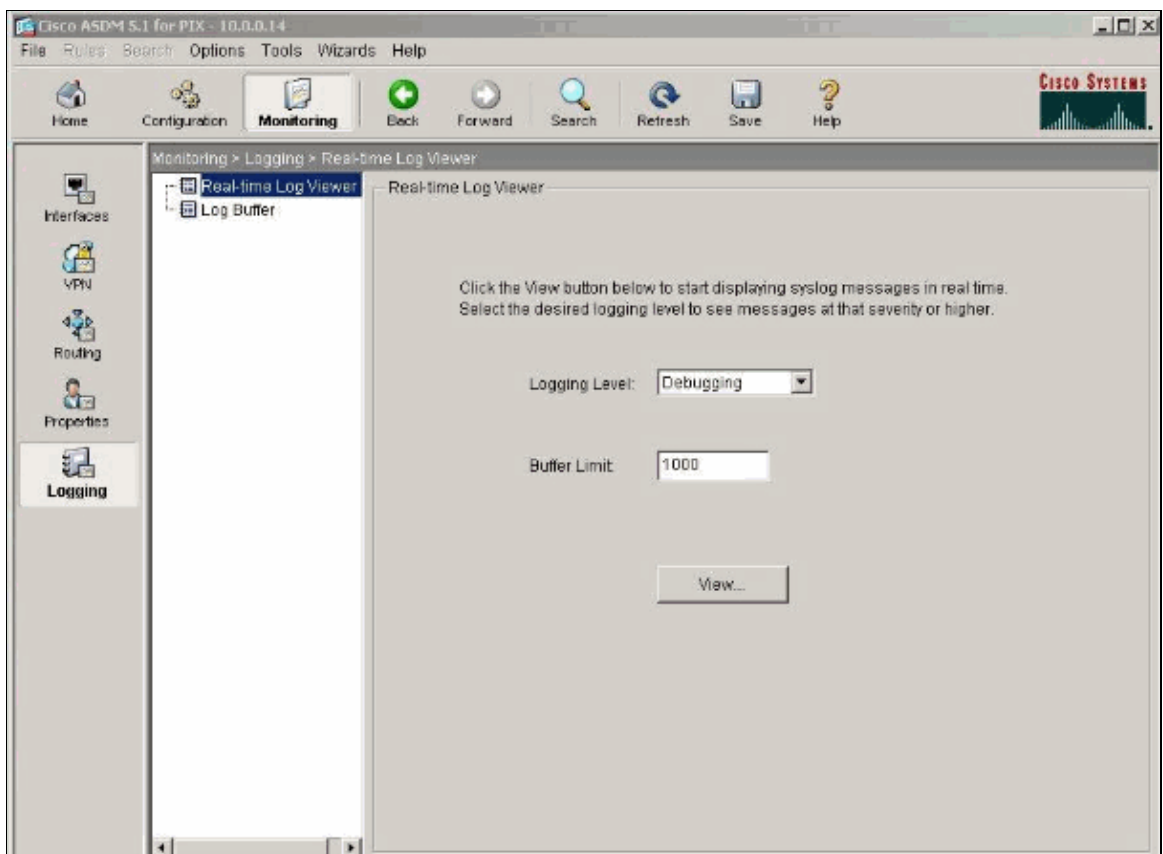 Cisco ASDM 5.1 for PIX - 10.0.0.14
File Rules Search Options Tools Wizards Help
Home Configuration Monitoring Back Forward Search Refresh Save Help
CISCO SYSTEMS
Monitoring > Logging > Real-time Log Viewer
Interfaces
VPN
Routing
Properties
Logging
Real-time Log Viewer
Log Buffer
Real-time Log Viewer
Click the View button below to start displaying syslog messages in real time.
Select the desired logging level to see messages at that severity or higher.
Logging Level: Debugging
Buffer Limit: 1000
View...